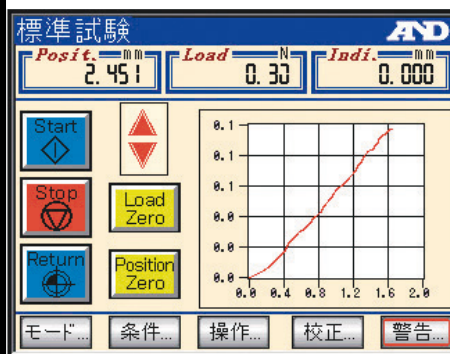 標準試験 AND
Posit. mm Load N Indi. mm
2.451 0.30 0.000
Start
Stop
Return
Load
Zero
Position
Zero
0.1
0.1
0.1
0.0
0.0
0.0
0.0 0.4 0.8 1.2 1.6 2.0
モード… 条件… 操作… 校正… 警告…